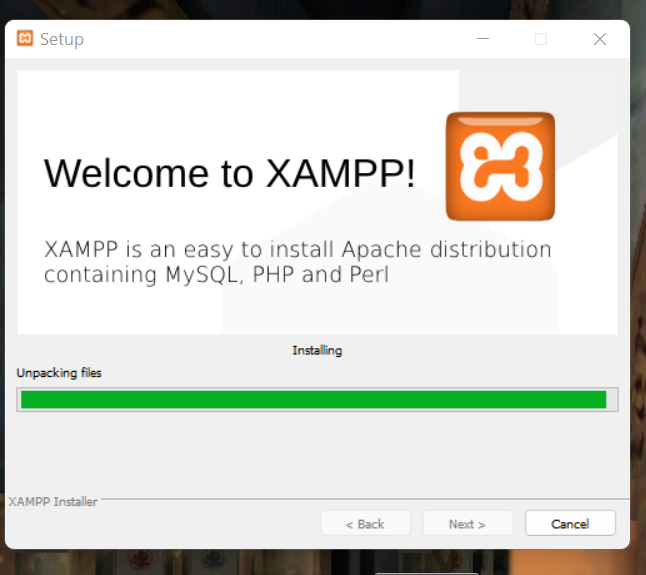 Setup
Welcome to XAMPP!
XAMPP is an easy to install Apache distribution
containing MySQL, PHP and Perl
Installing
Unpacking files
XAMPP Installer
< Back
Next >
Cancel